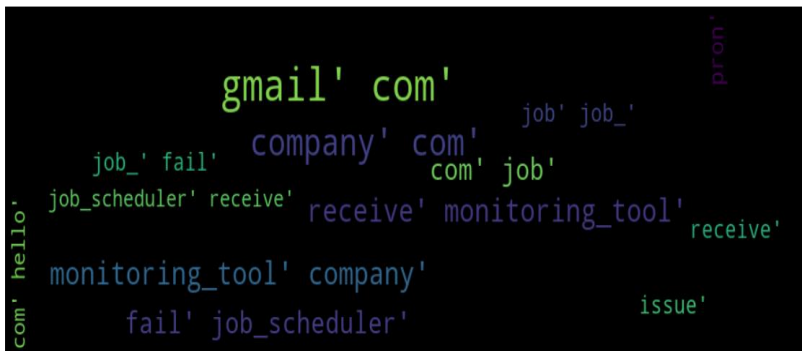 pron'
gmail' com'
job' job_'
company' com'
job_' fail'
com' job'
job_scheduler' receive'
receive' monitoring_tool'
receive'
com' hello'
monitoring_tool' company'
issue'
fail' job_scheduler'